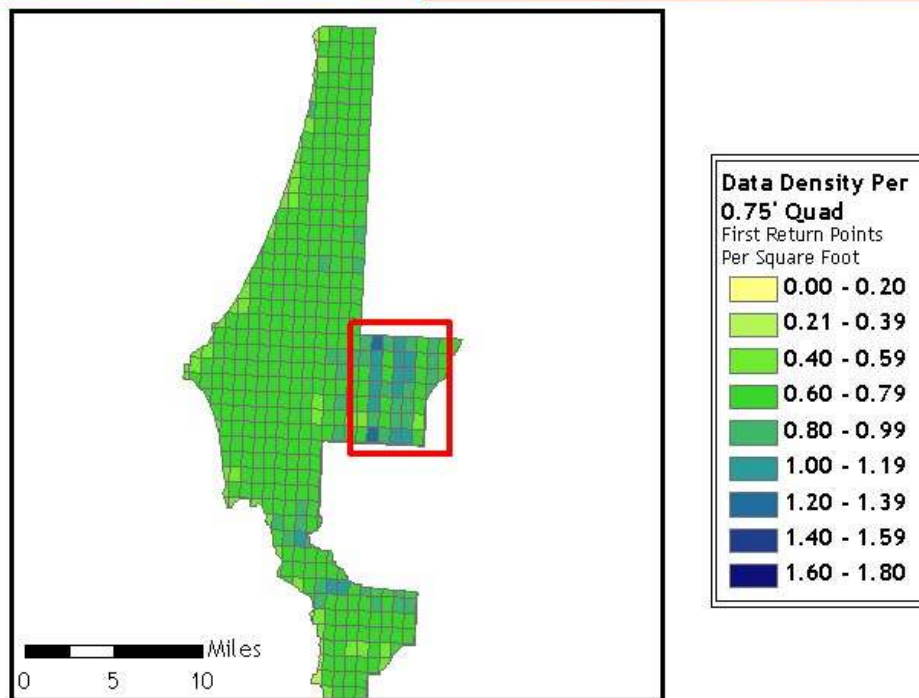 Data Density Per
0.75' Quad
First Return Points
Per Square Foot
0.00 - 0.20
0.21 - 0.39
0.40 - 0.59
0.60 - 0.79
0.80 - 0.99
1.00 - 1.19
1.20 - 1.39
1.40 - 1.59
1.60 - 1.80
Miles
0 5 10